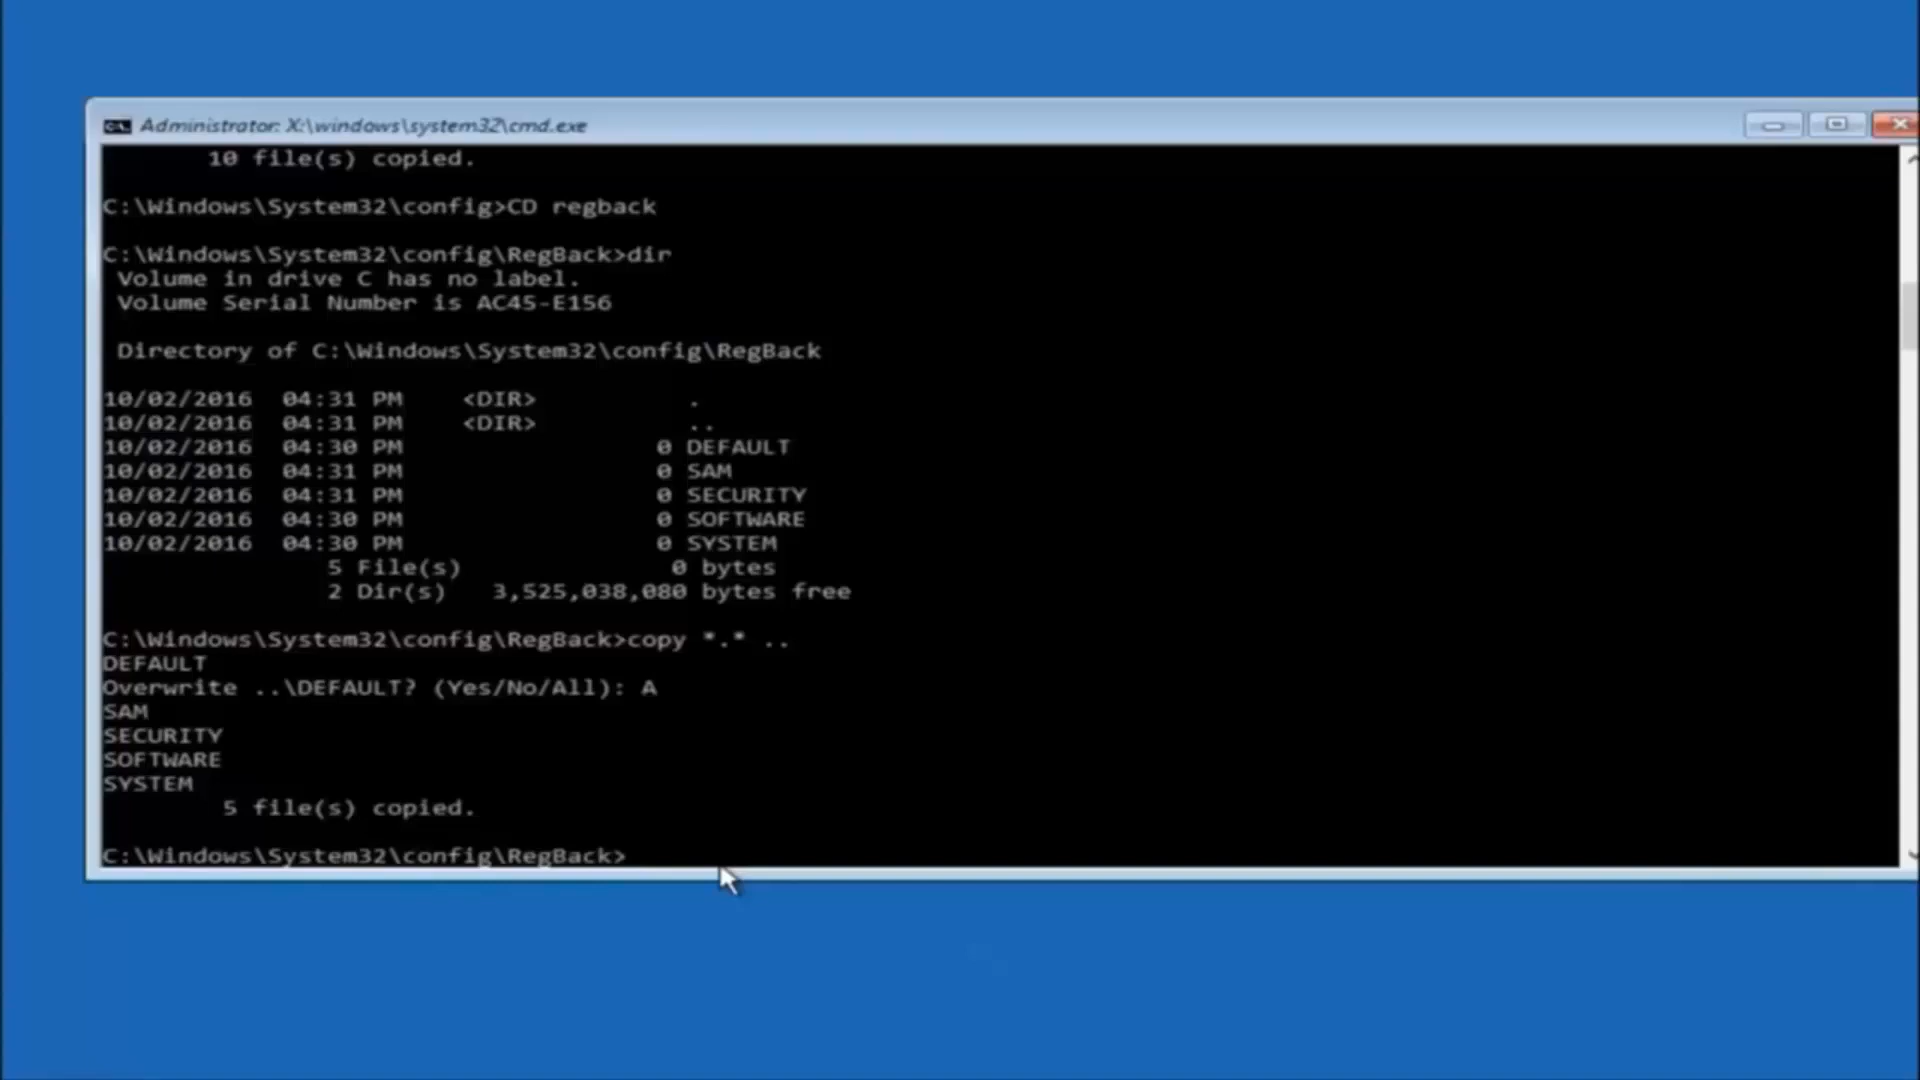 Administrator: X:\windows\system32\cmd.exe
10 file(s) copied.
C:\Windows\System32\config>CD regback
C:\Windows\System32\config\RegBack>dir
Volume in drive C has no label.
Volume Serial Number is AC45-E156
Directory of C:\Windows\System32\config\RegBack
10/02/2016 04:31 PM <DIR> .
10/02/2016 04:31 PM <DIR> ..
10/02/2016 04:30 PM 0 DEFAULT
10/02/2016 04:31 PM 0 SAM
10/02/2016 04:31 PM 0 SECURITY
10/02/2016 04:30 PM 0 SOFTWARE
10/02/2016 04:30 PM 0 SYSTEM
5 File(s) 0 bytes
2 Dir(s) 3,525,038,080 bytes free
C:\Windows\System32\config\RegBack>copy *.* ..
DEFAULT
Overwrite ..\DEFAULT? (Yes/No/All): A
SAM
SECURITY
SOFTWARE
SYSTEM
5 file(s) copied.
C:\Windows\System32\config\RegBack>